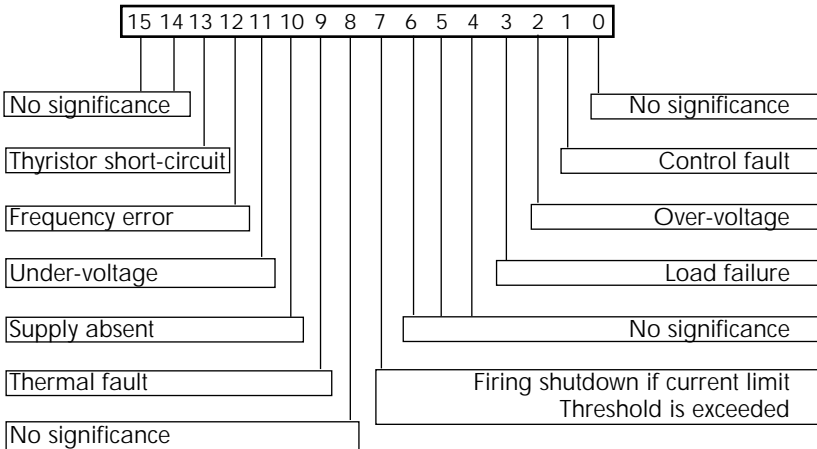 15 14 13 12 11 10 9 8 7 6 5 4 3 2 1 0
No significance
No significance
Thyristor short-circuit
Control fault
Frequency error
Over-voltage
Under-voltage
Load failure
Supply absent
No significance
Thermal fault
Firing shutdown if current limit
Threshold is exceeded
No significance